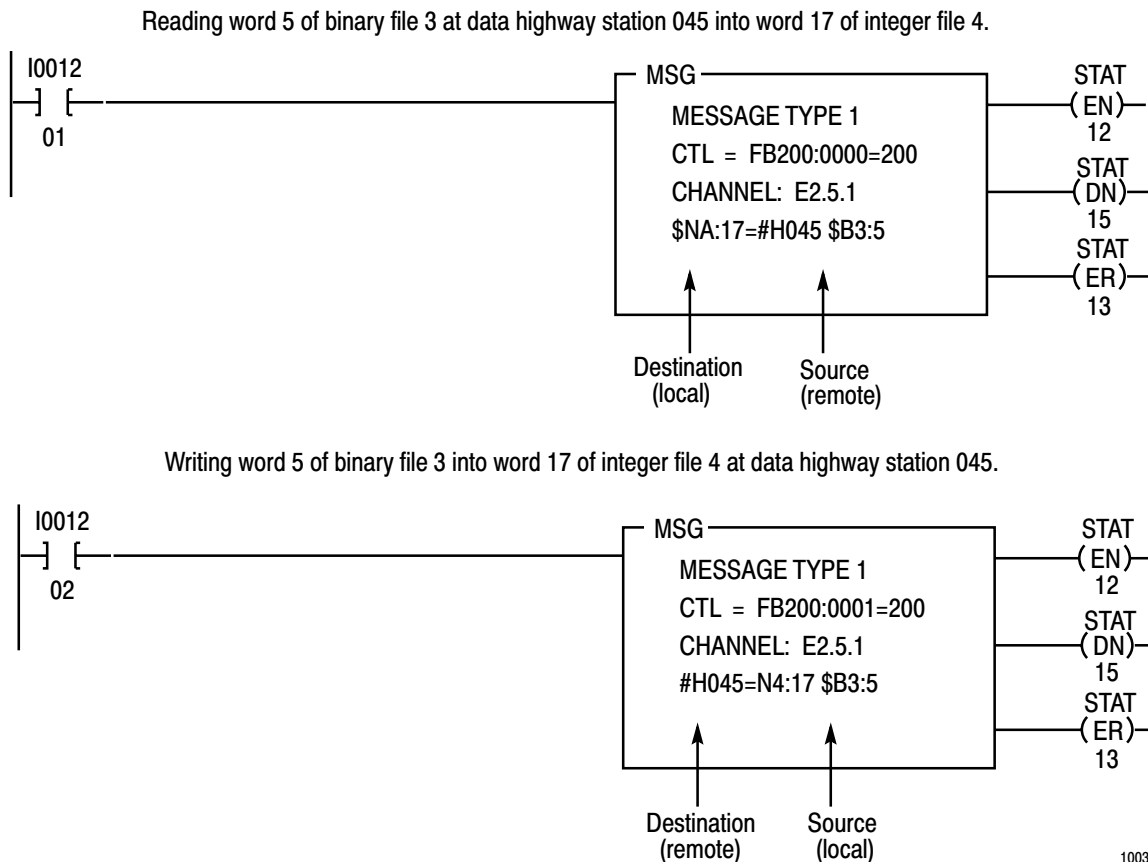 Reading word 5 of binary file 3 at data highway station 045 into word 17 of integer file 4.
I0012
01
MSG
MESSAGE TYPE 1
CTL = FB200:0000=200
CHANNEL: E2.5.1
$NA:17=#H045 $B3:5
STAT
EN
12
STAT
DN
15
STAT
ER
13
Destination
(local)
Source
(remote)
Writing word 5 of binary file 3 into word 17 of integer file 4 at data highway station 045.
I0012
02
MSG
MESSAGE TYPE 1
CTL = FB200:0001=200
CHANNEL: E2.5.1
#H045=N4:17 $B3:5
STAT
EN
12
STAT
DN
15
STAT
ER
13
Destination
(remote)
Source
(local)